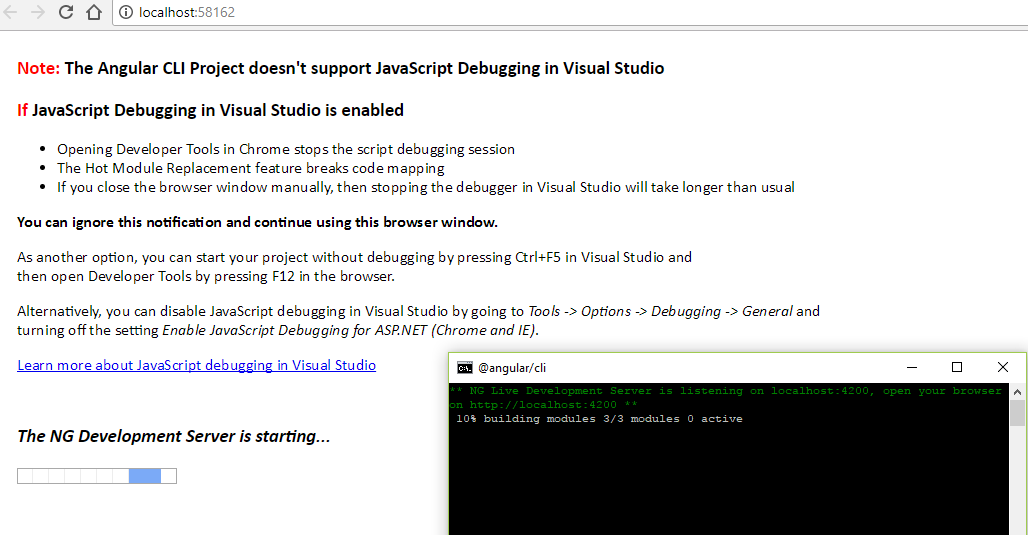 localhost:58162
Note: The Angular CLI Project doesn't support JavaScript Debugging in Visual Studio
If JavaScript Debugging in Visual Studio is enabled
• Opening Developer Tools in Chrome stops the script debugging session
• The Hot Module Replacement feature breaks code mapping
• If you close the browser window manually, then stopping the debugger in Visual Studio will take longer than usual
You can ignore this notification and continue using this browser window.
As another option, you can start your project without debugging by pressing Ctrl+F5 in Visual Studio and
then open Developer Tools by pressing F12 in the browser.
Alternatively, you can disable JavaScript debugging in Visual Studio by going to Tools -> Options -> Debugging -> General and
turning off the setting Enable JavaScript Debugging for ASP.NET (Chrome and IE).
Learn more about JavaScript debugging in Visual Studio
The NG Development Server is starting...
C:\. @angular/cli
** NG Live Development Server is listening on localhost:4200, open your browser
on http://localhost:4200 **
10% building modules 3/3 modules 0 active